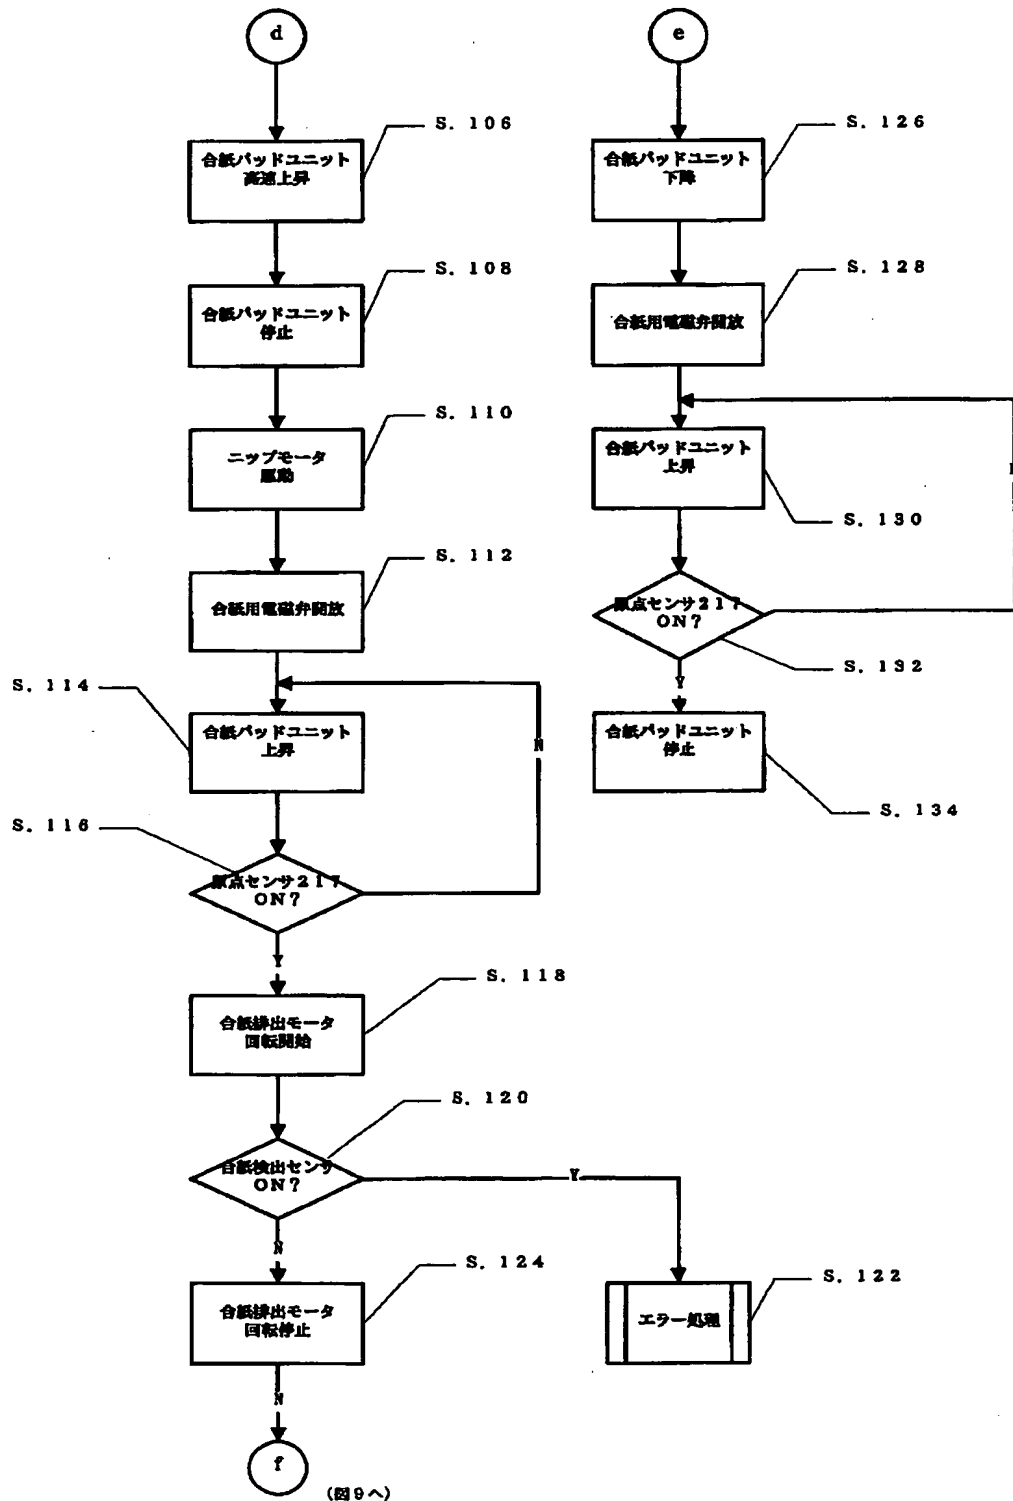 d
S. 106
合紙パッドユニット
高速上昇
S. 108
合紙パッドユニット
停止
S. 110
ニップモータ
駆動
S. 112
合紙用電磁弁開放
S. 114
合紙パッドユニット
上昇
N
S. 116
原点センサ217
ON?
Y
S. 118
合紙排出モータ
回転開始
S. 120
合紙検出センサ
ON?
Y
N
S. 124
合紙排出モータ
回転停止
N
f
(図9へ)
e
S. 126
合紙パッドユニット
下降
S. 128
合紙用電磁弁開放
合紙パッドユニット
上昇
S. 130
原点センサ217
ON?
S. 132
Y
合紙パッドユニット
停止
S. 134
S. 122
エラー処理